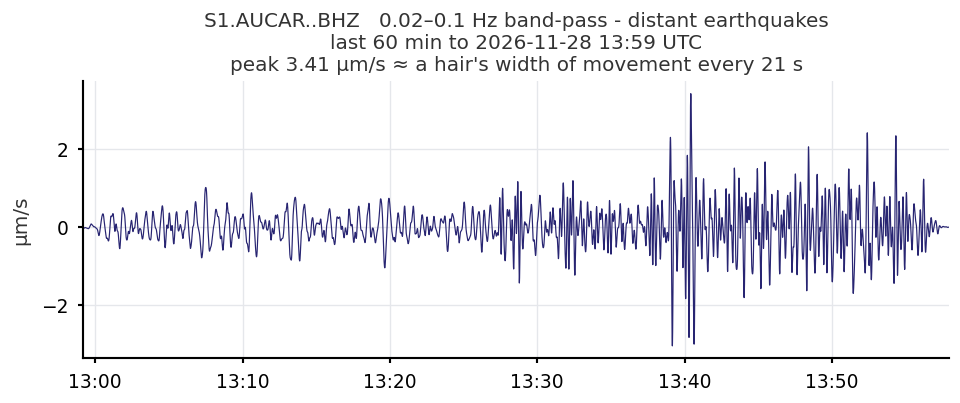 S1.AUCAR..BHZ   0.02–0.1 Hz band-pass - distant earthquakes
last 60 min to 2026-11-28 13:59 UTC
peak 3.41 µm/s ≈ a hair's width of movement every 21 s
µm/s
2
0
−2
13:00 13:10 13:20 13:30 13:40 13:50